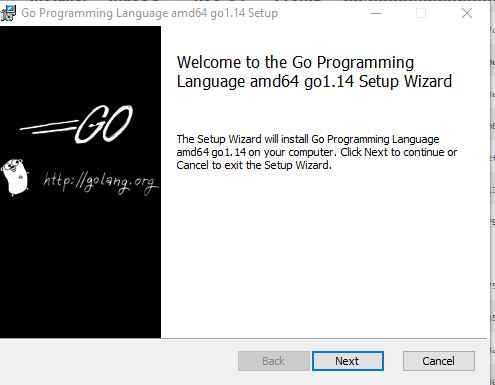 Go Programming Language amd64 go1.14 Setup
Welcome to the Go Programming
Language amd64 go1.14 Setup Wizard
The Setup Wizard will install Go Programming Language
amd64 go1.14 on your computer. Click Next to continue or
Cancel to exit the Setup Wizard.
GO
http://golang.org
Back
Next
Cancel